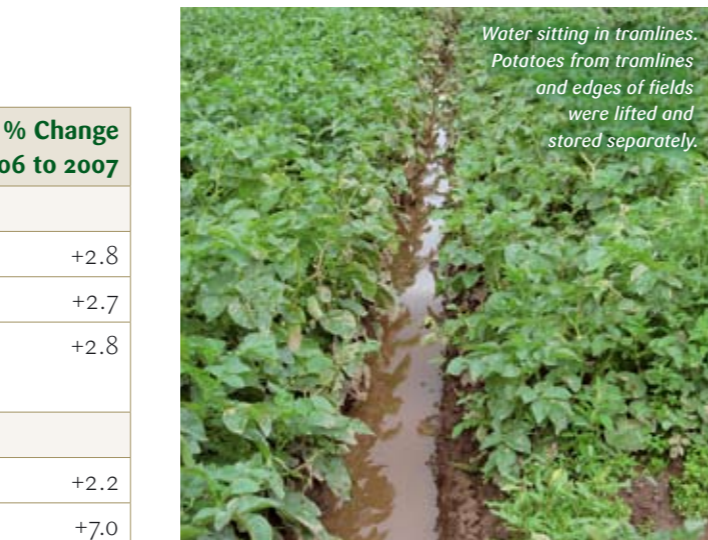 % Change
06 to 2007
+2.8
+2.7
+2.8
+2.2
+7.0
Water sitting in tramlines.
Potatoes from tramlines
and edges of fields
were lifted and
stored separately.